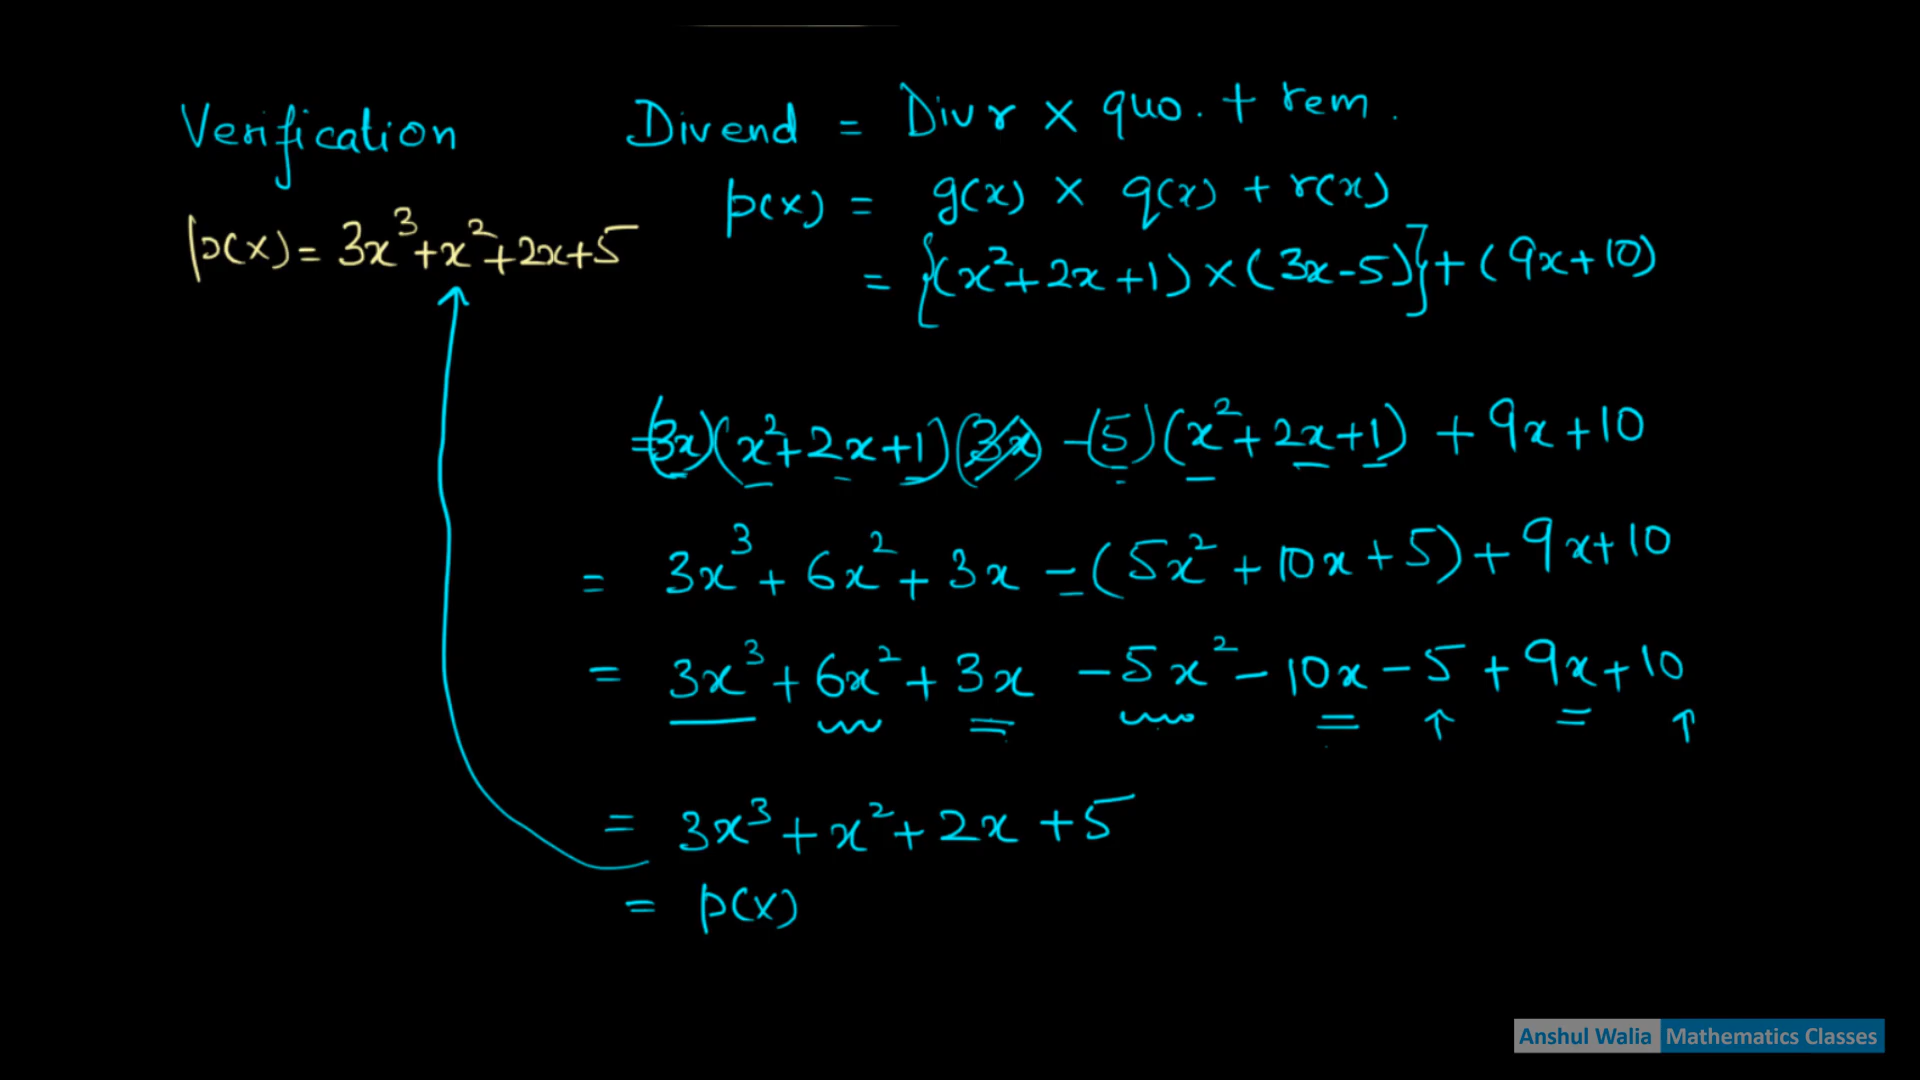 Verification
Divend = Divr × quo. + rem.
p(x) = g(x) × q(x) + r(x)
p(x) = 3x³+x²+2x+5
= {(x²+2x+1)×(3x-5)}+(9x+10)
=(3x)(x²+2x+1)(3x) -(5)(x²+2x+1) + 9x+10
= 3x³+6x²+3x -(5x²+10x+5)+9x+10
= 3x³+6x²+3x -5x²-10x-5+9x+10
= 3x³+x²+2x+5
= p(x)
Anshul Walia Mathematics Classes